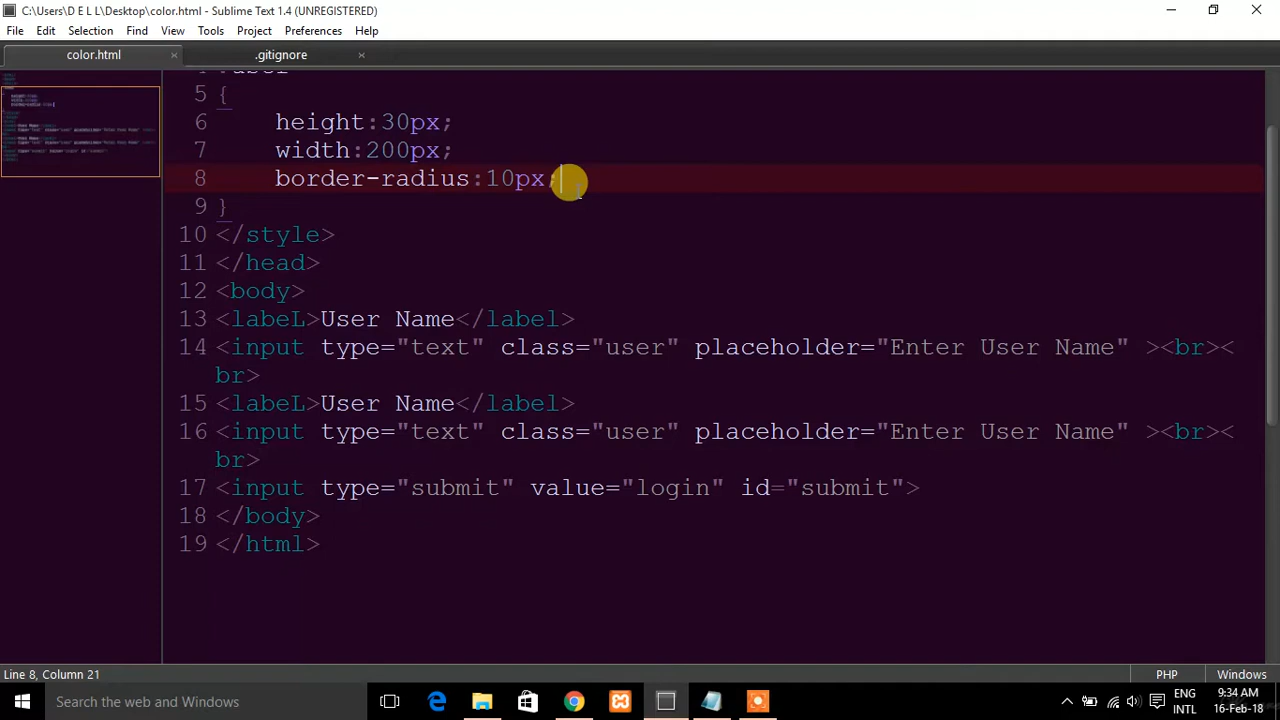 C:\Users\D E L L\Desktop\color.html - Sublime Text 1.4 (UNREGISTERED)
File Edit Selection Find View Tools Project Preferences Help
color.html × .gitignore ×
5 {
6 height:30px;
7 width:200px;
8 border-radius:10px;
9 }
10 </style>
11 </head>
12 <body>
13 <labeL>User Name</label>
14 <input type="text" class="user" placeholder="Enter User Name" ><br><
br>
15 <labeL>User Name</label>
16 <input type="text" class="user" placeholder="Enter User Name" ><br><
br>
17 <input type="submit" value="login" id="submit">
18 </body>
19 </html>
Line 8, Column 21 PHP Windows
Search the web and Windows
ENG 9:34 AM
INTL 16-Feb-18